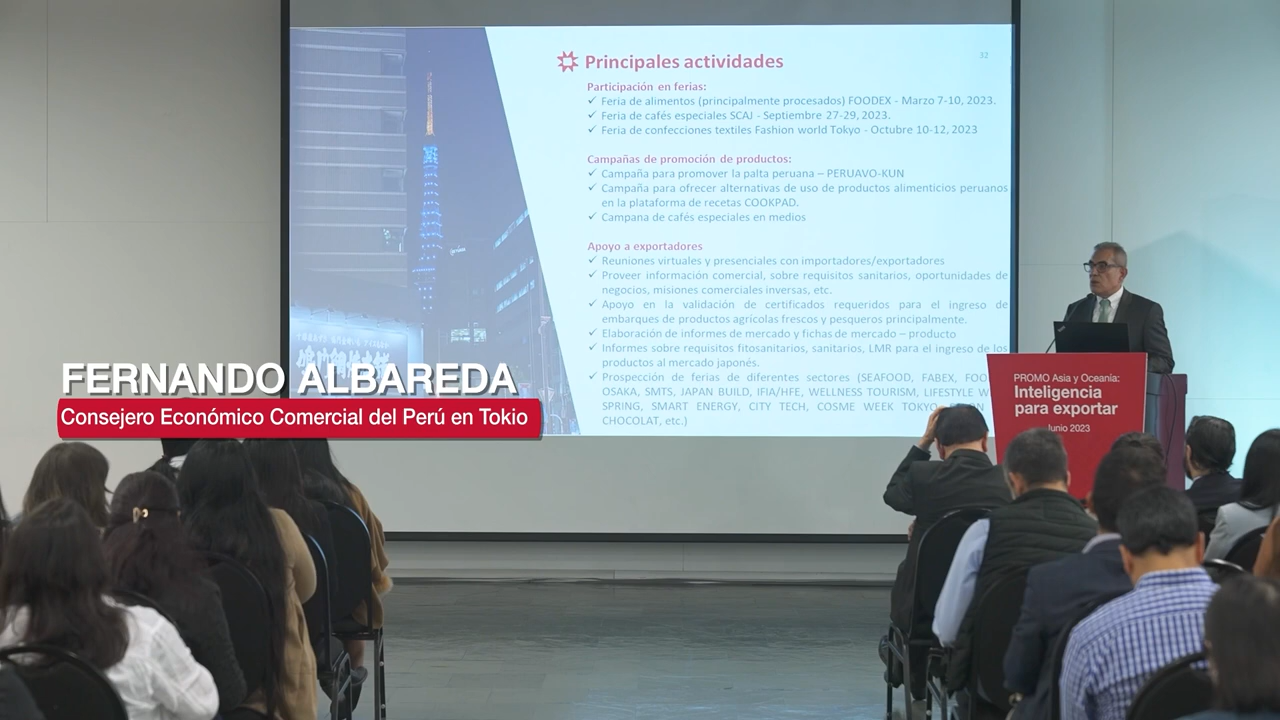 Principales actividades
32
Participación en ferias:
✓ Feria de alimentos (principalmente procesados) FOODEX - Marzo 7-10, 2023.
✓ Feria de cafés especiales SCAJ - Septiembre 27-29, 2023.
✓ Feria de confecciones textiles Fashion world Tokyo - Octubre 10-12, 2023
Campañas de promoción de productos:
✓ Campaña para promover la palta peruana – PERUAVO-KUN
✓ Campaña para ofrecer alternativas de uso de productos alimenticios peruanos
en la plataforma de recetas COOKPAD.
✓ Campana de cafés especiales en medios
Apoyo a exportadores
✓ Reuniones virtuales y presenciales con importadores/exportadores
✓ Proveer información comercial, sobre requisitos sanitarios, oportunidades de
negocios, misiones comerciales inversas, etc.
✓ Apoyo en la validación de certificados requeridos para el ingreso de
embarques de productos agrícolas frescos y pesqueros principalmente.
✓ Elaboración de informes de mercado y fichas de mercado – producto
✓ Informes sobre requisitos fitosanitarios, sanitarios, LMR para el ingreso de los
productos al mercado japonés.
✓ Prospección de ferias de diferentes sectores (SEAFOOD, FABEX,
OSAKA, SMTS, JAPAN BUILD, IFIA/HFE, WELLNESS TOURISM, LIFESTYLE
SPRING, SMART ENERGY, CITY TECH, COSME WEEK TOKYO,
CHOCOLAT, etc.)
FERNANDO ALBAREDA
Consejero Económico Comercial del Perú en Tokio
PROMO Asia y Oceanía:
Inteligencia
para exportar
Junio 2023